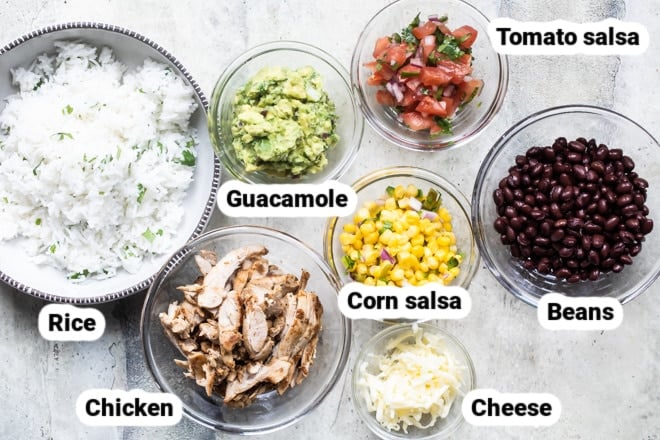 Tomato salsa
Guacamole
Corn salsa
Rice
Beans
Chicken
Cheese